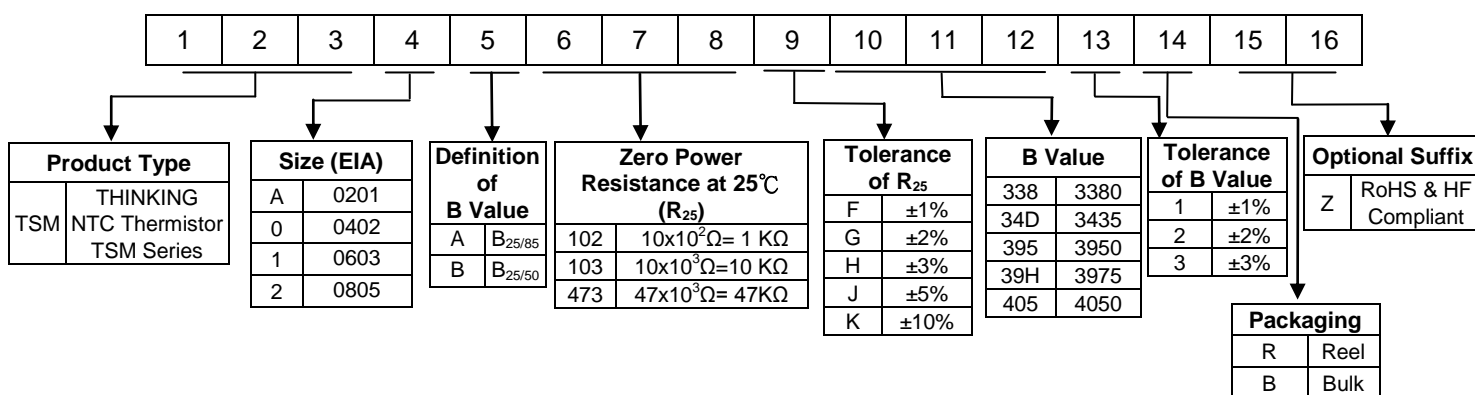 1 2 3 4 5 6 7 8 9 10 11 12 13 14 15 16
Product Type
TSM
THINKING
NTC Thermistor
TSM Series
Size (EIA)
A 0201
0 0402
1 0603
2 0805
Definition
of
B Value
A B25/85
B B25/50
Zero Power
Resistance at 25℃
(R25)
102 10x10²Ω= 1 KΩ
103 10x10³Ω=10 KΩ
473 47x10³Ω= 47KΩ
Tolerance
of R25
F ±1%
G ±2%
H ±3%
J ±5%
K ±10%
B Value
338 3380
34D 3435
395 3950
39H 3975
405 4050
Tolerance
of B Value
1 ±1%
2 ±2%
3 ±3%
Packaging
R Reel
B Bulk
Optional Suffix
Z
RoHS & HF
Compliant